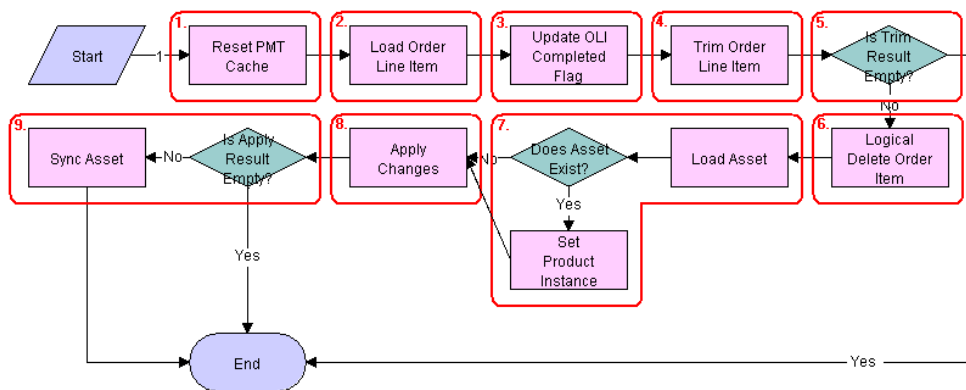 1.
2.
3.
4.
5.
Start
1
Reset PMT
Cache
Load Order
Line Item
Update OLI
Completed
Flag
Trim Order
Line Item
Is Trim
Result
Empty?
No
9.
8.
7.
6.
Sync Asset
No
Is Apply
Result
Empty?
Apply
Changes
No
Does Asset
Exist?
Load Asset
Logical
Delete Order
Item
Yes
Yes
Set
Product
Instance
End
Yes